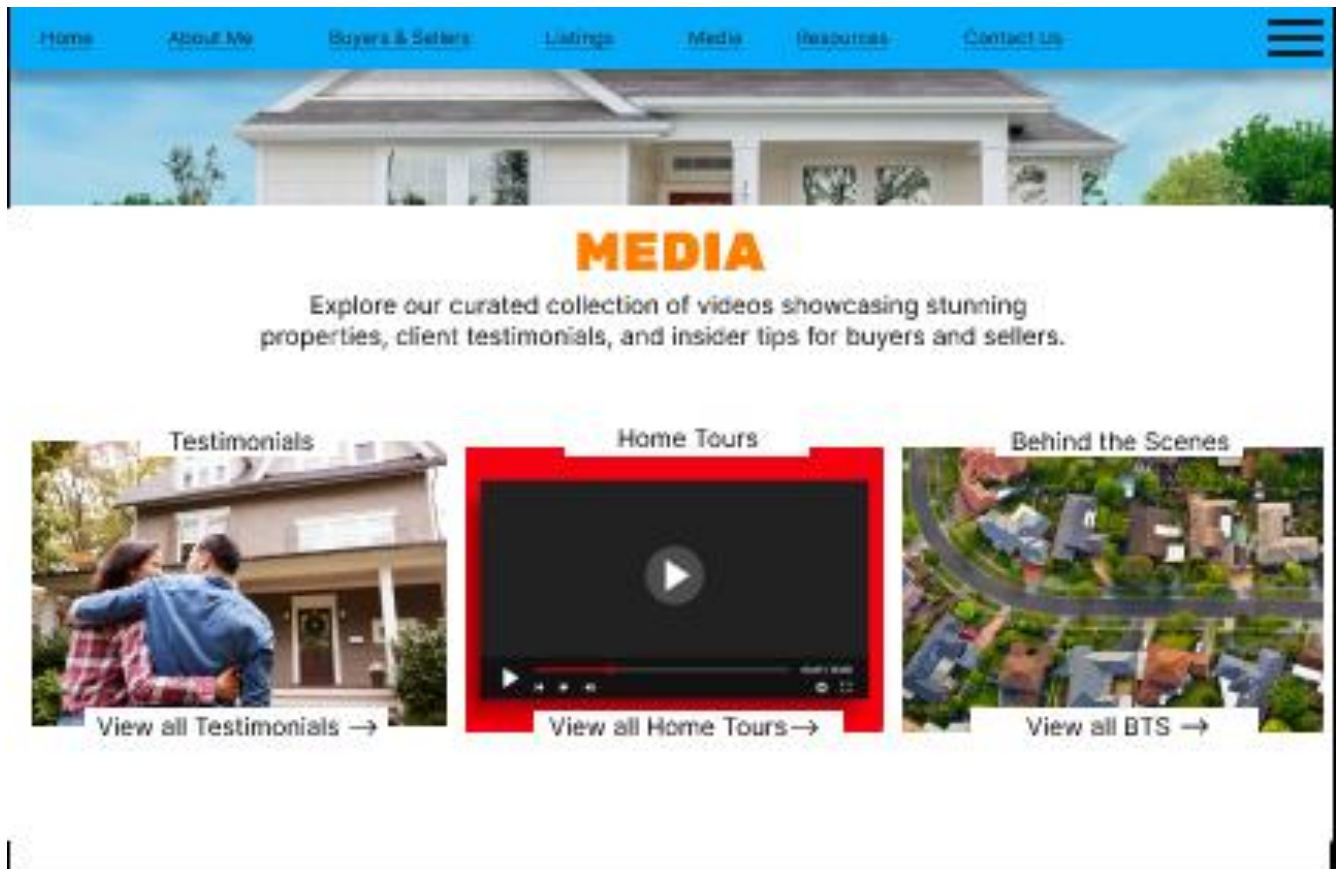 Home About Me Buyers & Sellers Listings Media Resources Contact Us
MEDIA
Explore our curated collection of videos showcasing stunning
properties, client testimonials, and insider tips for buyers and sellers.
Testimonials Home Tours Behind the Scenes
View all Testimonials → View all Home Tours→ View all BTS →